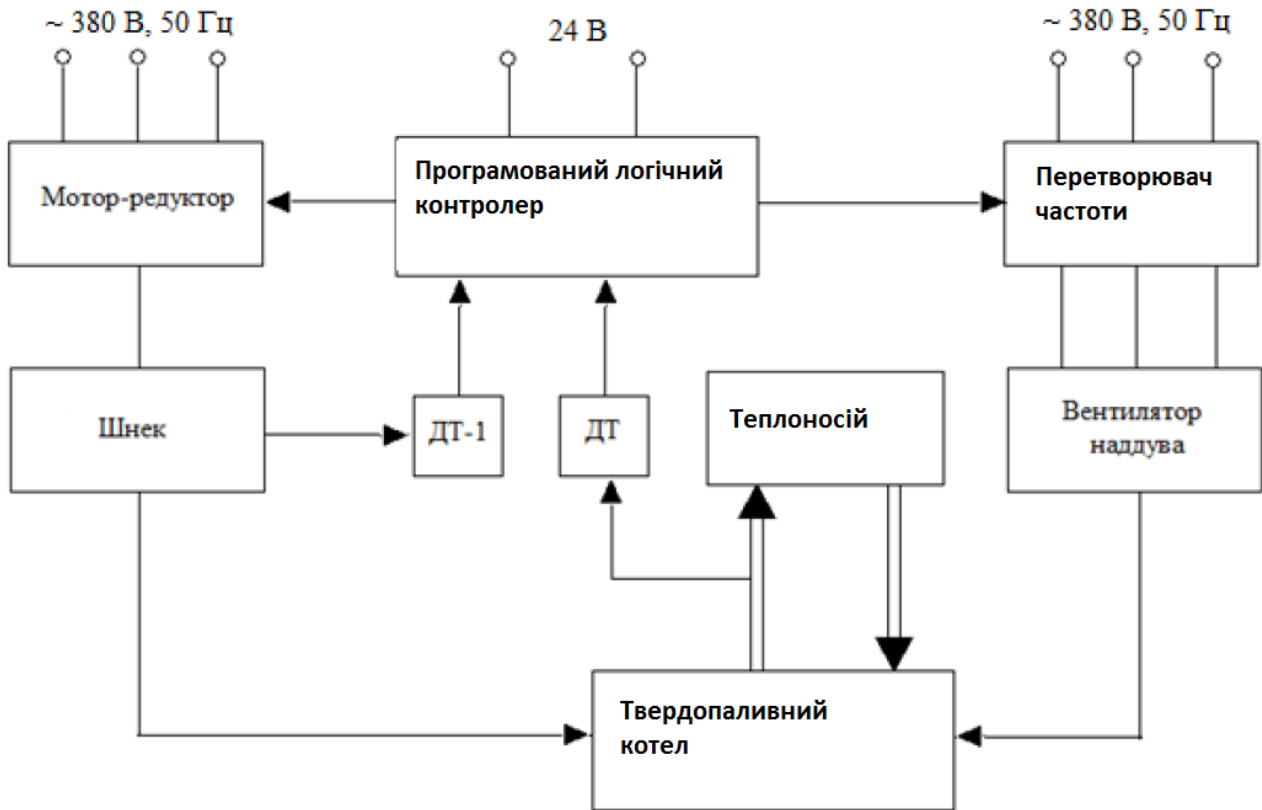 ~ 380 В, 50 Гц
24 В
~ 380 В, 50 Гц
Мотор-редуктор
Програмований логічний
контролер
Перетворювач
частоти
Шнек
ДТ-1
ДТ
Теплоносій
Вентилятор
наддува
Твердопаливний
котел